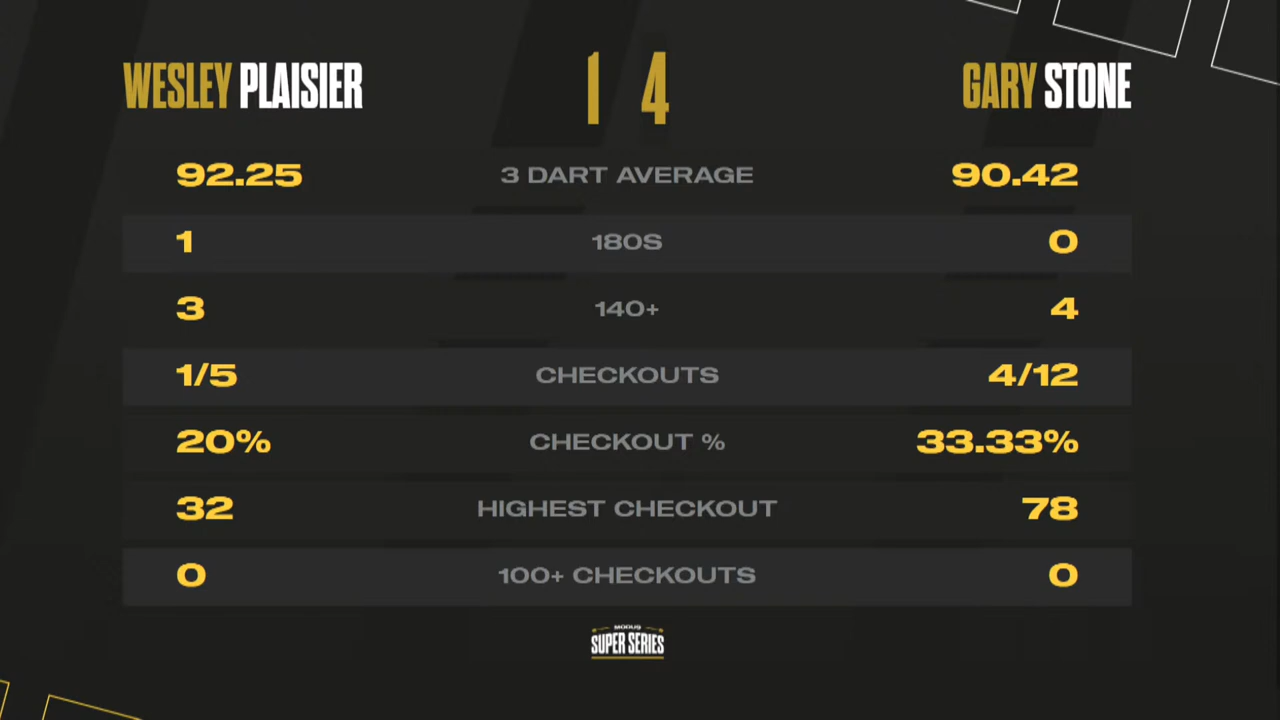 WESLEY PLAISIER 1 4 GARY STONE
92.25 3 DART AVERAGE 90.42
1 180S 0
3 140+ 4
1/5 CHECKOUTS 4/12
20% CHECKOUT % 33.33%
32 HIGHEST CHECKOUT 78
0 100+ CHECKOUTS 0
MODUS
SUPER SERIES